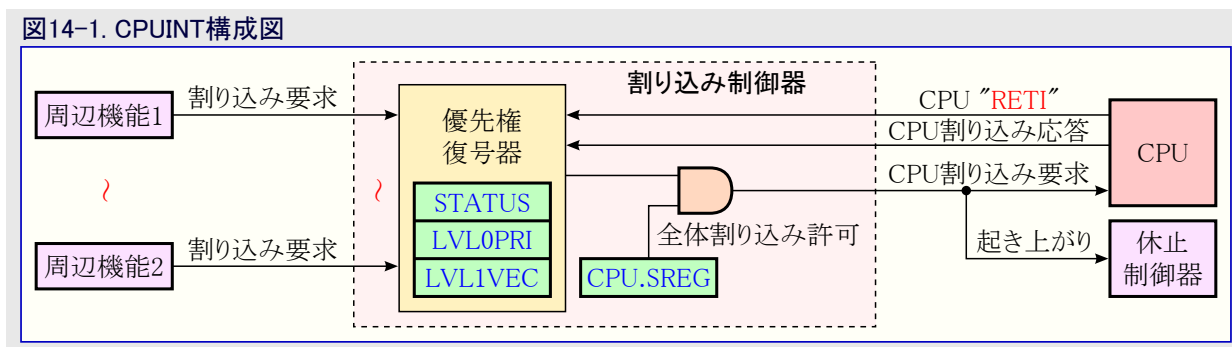 図14-1. CPUINT構成図
割り込み制御器
周辺機能1
割り込み要求
優先権
復号器
STATUS
LVL0PRI
LVL1VEC
CPU "RETI"
CPU割り込み応答
CPU割り込み要求
CPU
全体割り込み許可
CPU.SREG
起き上がり
休止
制御器
～
～
周辺機能2
割り込み要求